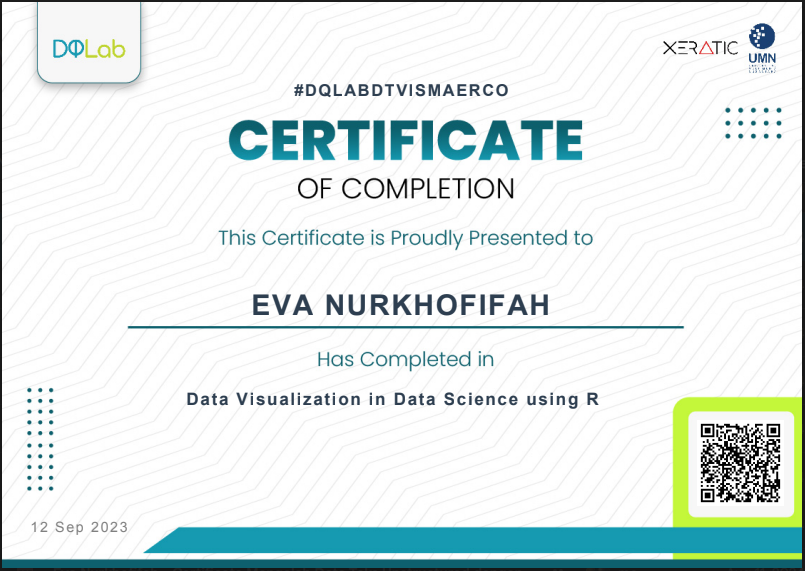 DQLab
XERATIC
UMN
#DQLABDTVISMAERCO
CERTIFICATE
OF COMPLETION
This Certificate is Proudly Presented to
EVA NURKHOFIFAH
Has Completed in
Data Visualization in Data Science using R
12 Sep 2023